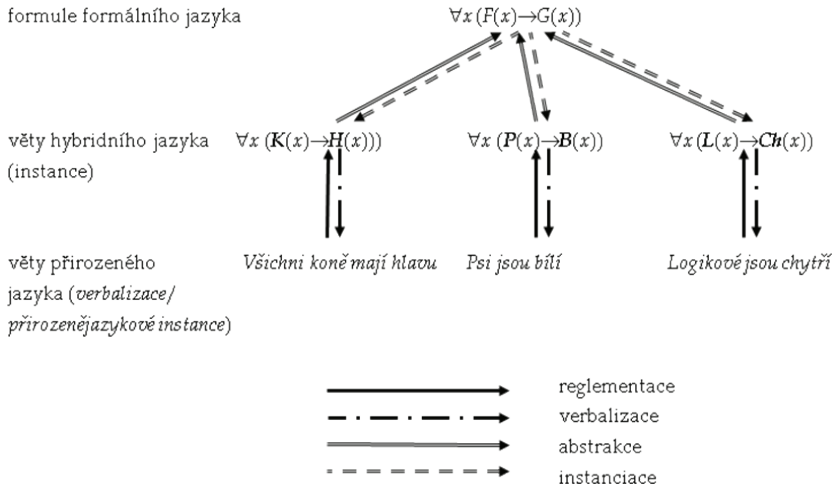 formule formálního jazyka ∀x (F(x)→G(x))
věty hybridního jazyka ∀x (K(x)→H(x))) ∀x (P(x)→B(x)) ∀x (L(x)→Ch(x))
(instance)
věty přirozeného Všichni koně mají hlavu Psi jsou bílí Logikové jsou chytří
jazyka (verbalizace/
přirozenějazykové instance)
reglementace
verbalizace
abstrakce
instanciace